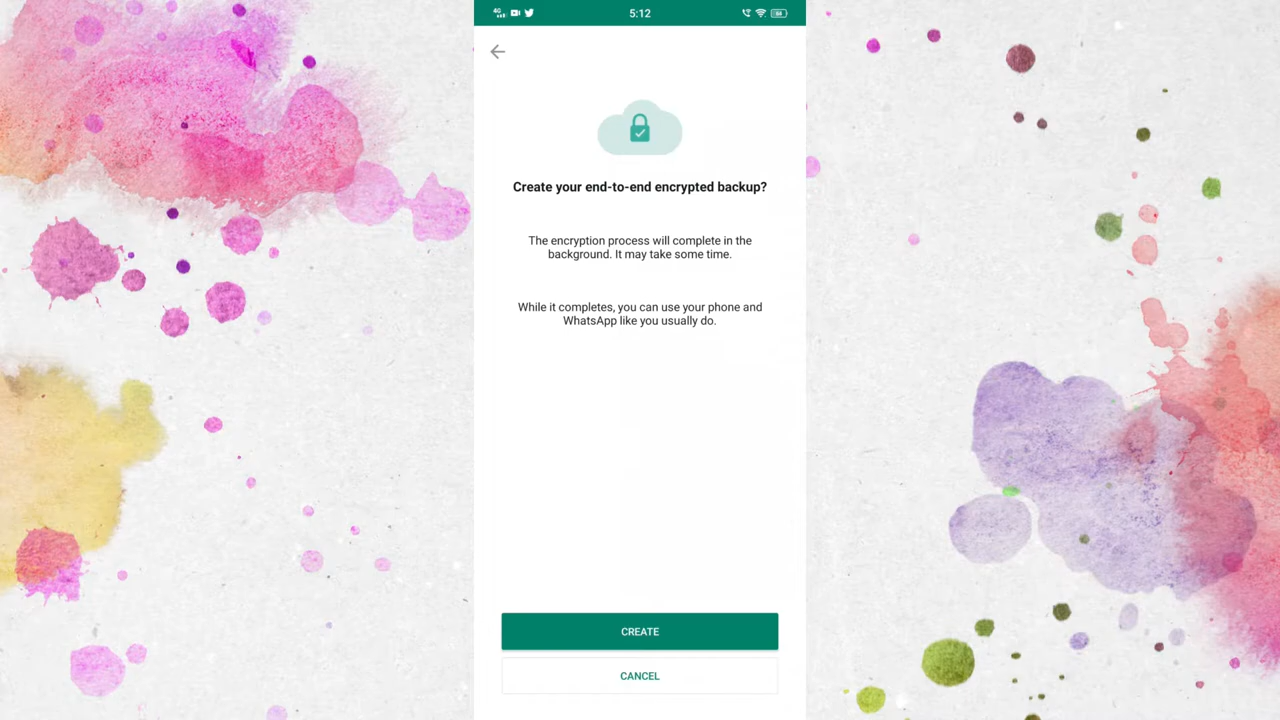 4G
5:12
Create your end-to-end encrypted backup?
The encryption process will complete in the
background. It may take some time.
While it completes, you can use your phone and
WhatsApp like you usually do.
CREATE
CANCEL